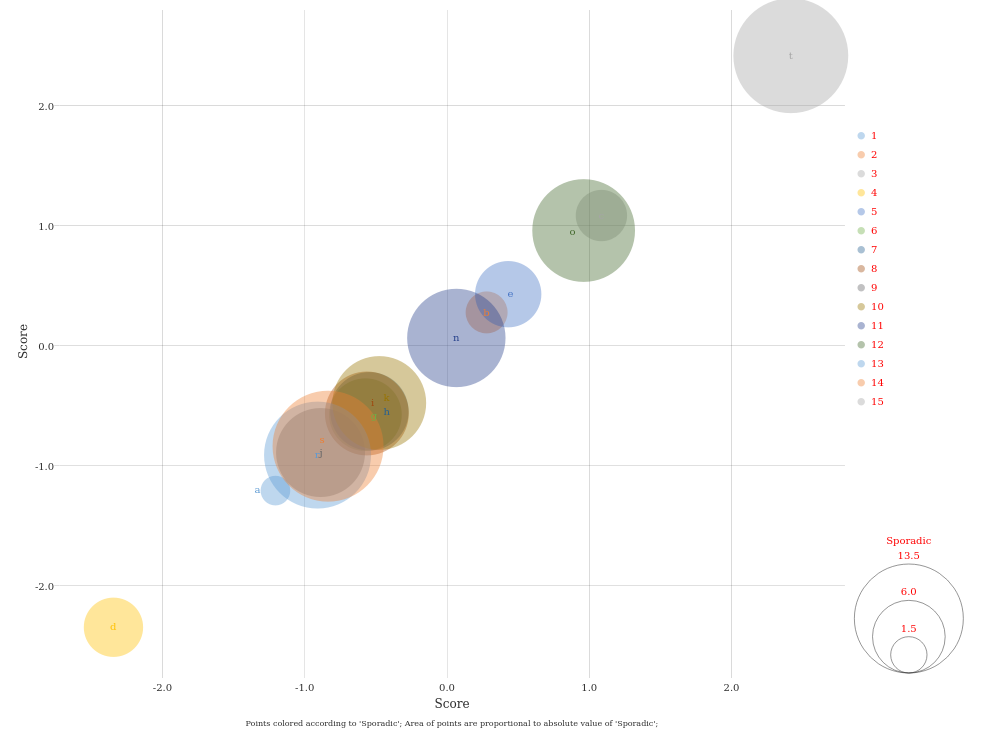 t
2.0
1
2
3
4
1.0
o
5
6
7
e
8
b
9
10
Score
0.0
n
11
12
k
i
13
h
14
15
-1.0
j
a
Sporadic
13.5
-2.0
6.0
d
1.5
-2.0
-1.0
0.0
1.0
2.0
Score
Points colored according to 'Sporadic'; Area of points are proportional to absolute value of 'Sporadic';